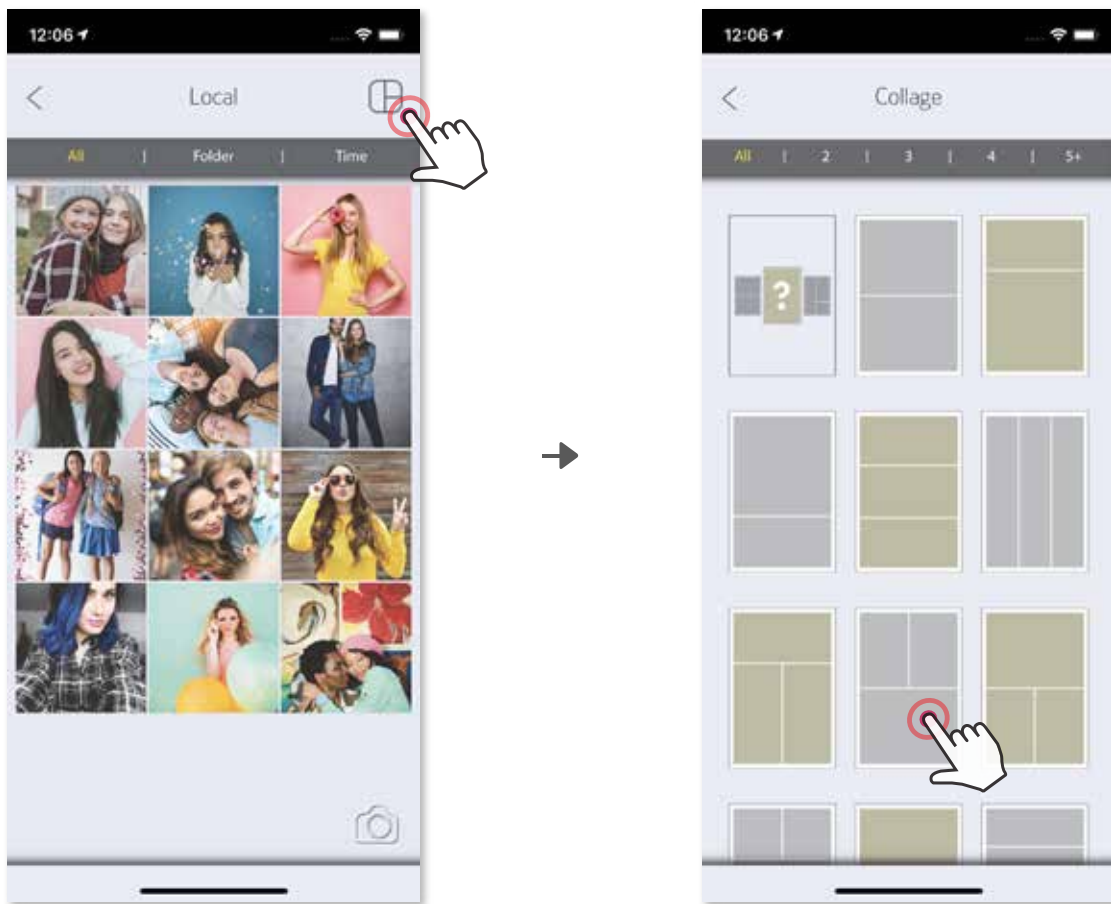 12:06
Local
All | Folder | Time
12:06
Collage
All | 2 | 3 | 4 | 5+
?